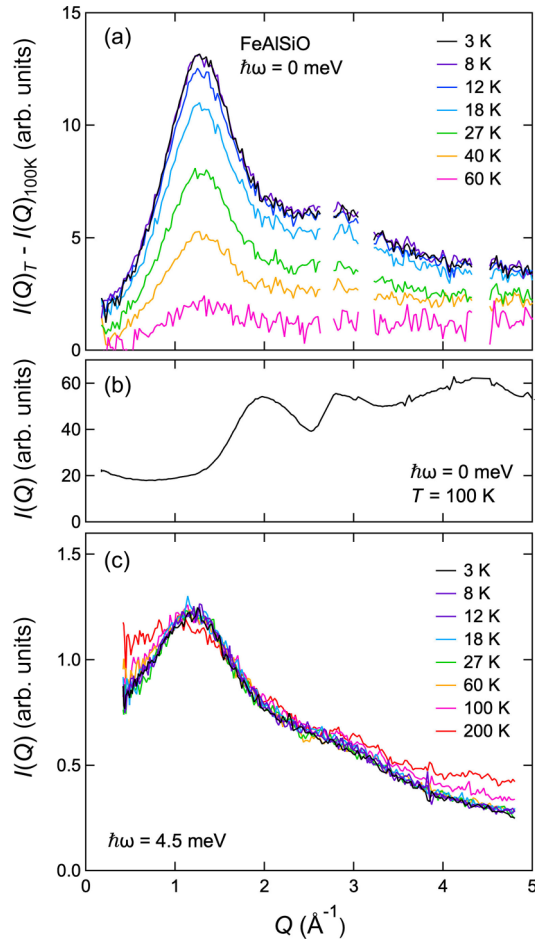 (a)
FeAlSiO
ħω = 0 meV
3 K
8 K
12 K
18 K
27 K
40 K
60 K
15
10
5
0
I(Q)T - I(Q)100K (arb. units)
(b)
60
40
20
0
I(Q) (arb. units)
ħω = 0 meV
T = 100 K
(c)
3 K
8 K
12 K
18 K
27 K
60 K
100 K
200 K
1.5
1.0
0.5
0.0
I(Q) (arb. units)
ħω = 4.5 meV
0 1 2 3 4 5
Q (Å⁻¹)